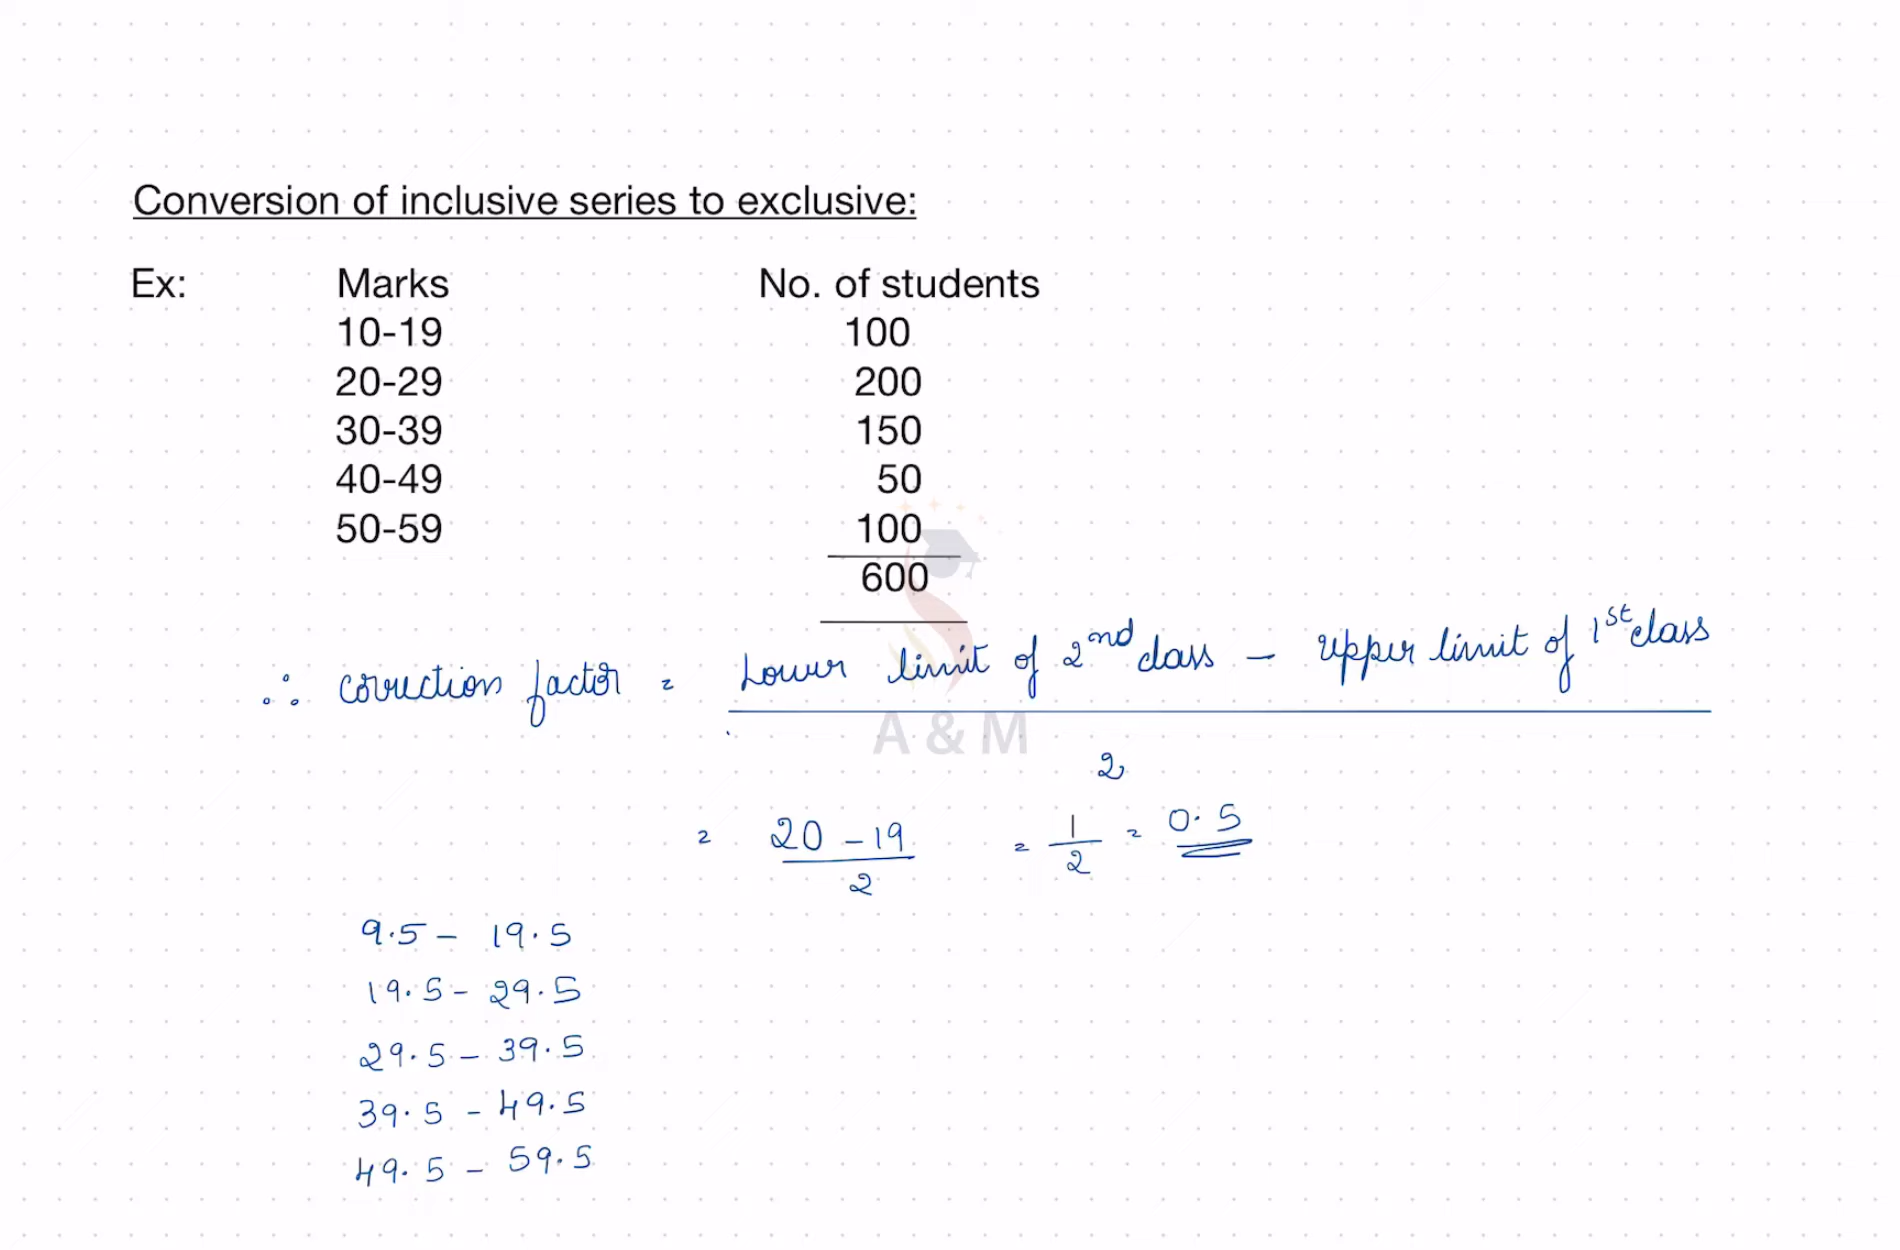 Conversion of inclusive series to exclusive:
Ex: Marks No. of students
10-19 100
20-29 200
30-39 150
40-49 50
50-59 100
600
∴ correction factor = Lower limit of 2nd class – upper limit of 1st class
A & M
2
= 20 – 19 = 1 = 0.5
2 2
9.5 – 19.5
19.5 – 29.5
29.5 – 39.5
39.5 – 49.5
49.5 – 59.5